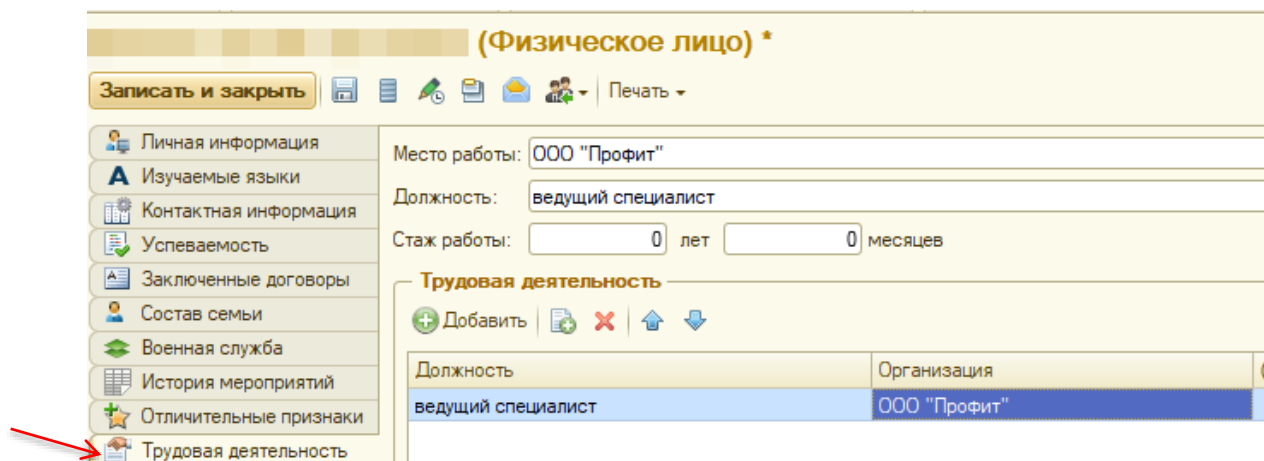 (Физическое лицо) *
Записать и закрыть Печать
Личная информация
Изучаемые языки
Контактная информация
Успеваемость
Заключенные договоры
Состав семьи
Военная служба
История мероприятий
Отличительные признаки
Трудовая деятельность
Место работы: ООО "Профит"
Должность: ведущий специалист
Стаж работы: 0 лет 0 месяцев
Трудовая деятельность
Добавить
Должность Организация
ведущий специалист ООО "Профит"